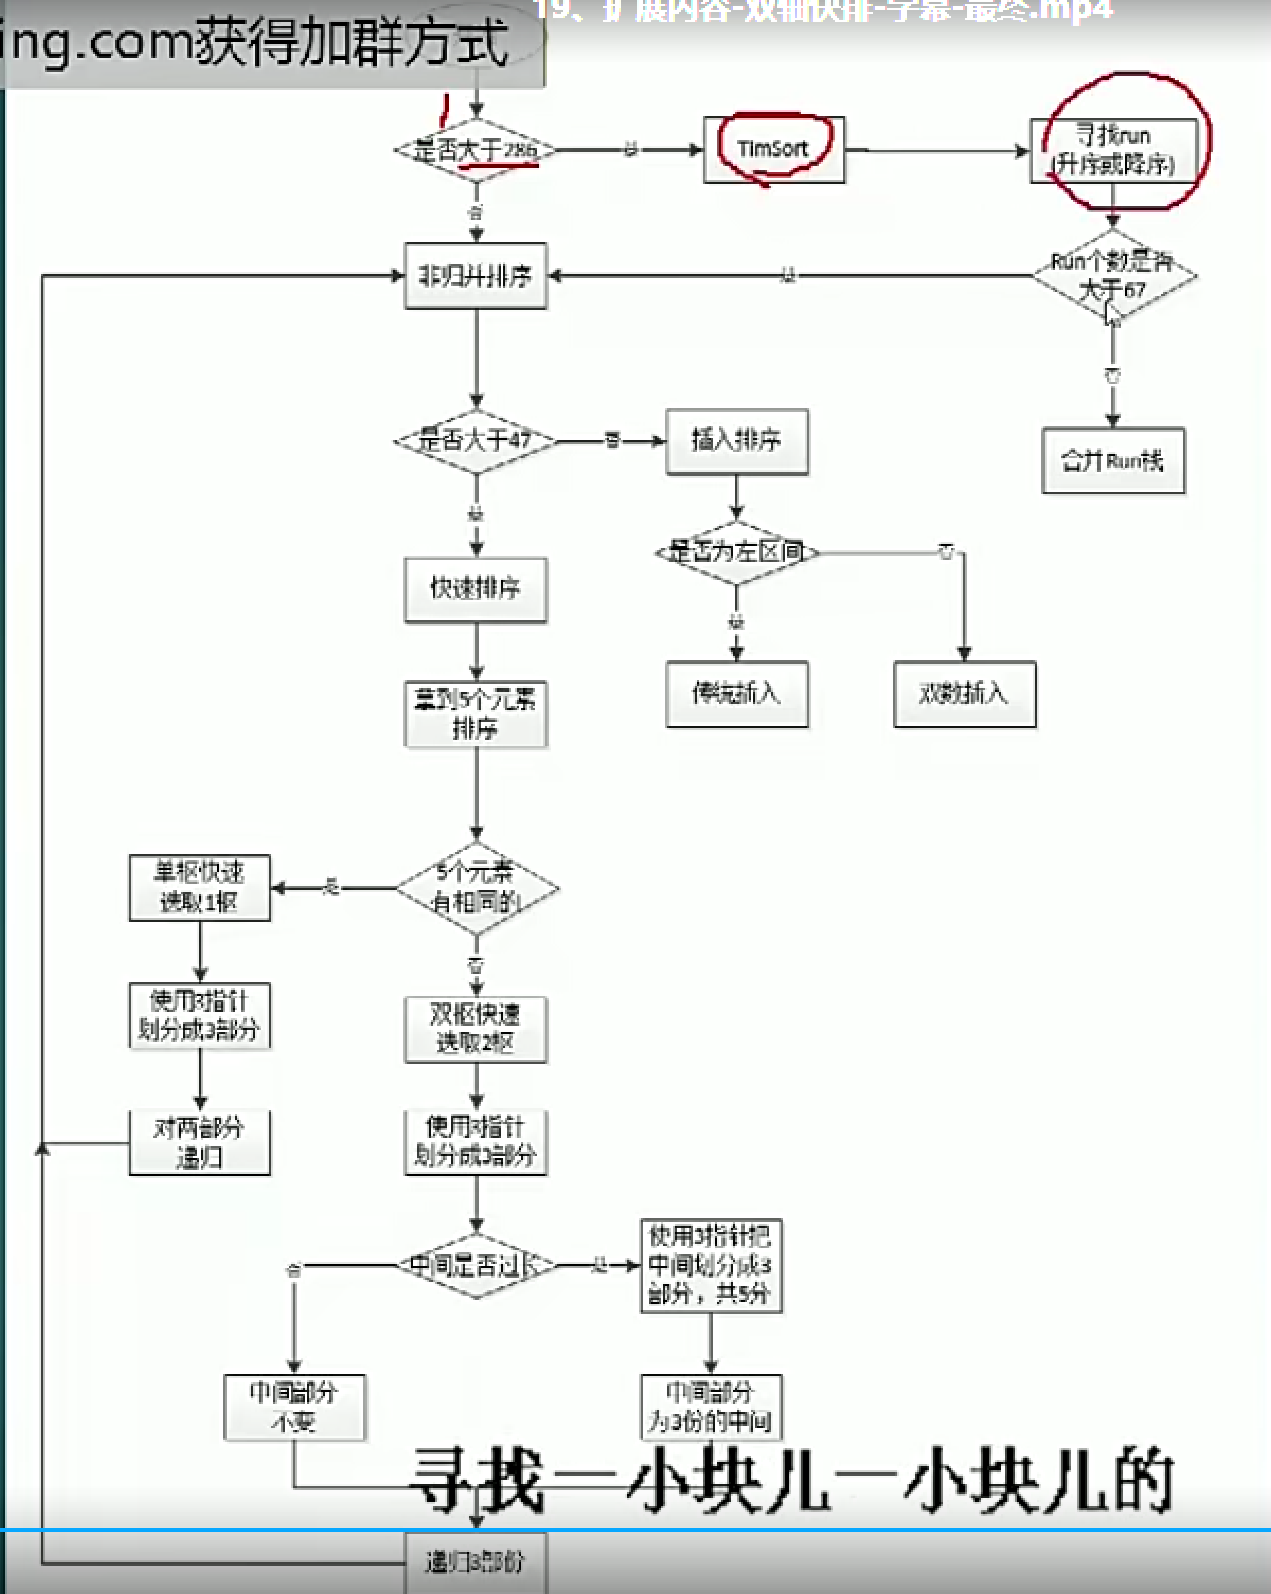 19、扩展内容-双轴快排-字幕-最终.mp4
ing.com获得加群方式
是否大于286
是
TimSort
寻找run
(升序或降序)
否
非归并排序
是
Run个数是否
大于67
否
合并Run栈
是否大于47
否
插入排序
是
是否为左区间
否
快速排序
是
拿到5个元素
排序
传统插入
双数插入
单枢快速
选取1枢
是
5个元素
有相同的
否
使用3指针
划分成3部分
双枢快速
选取2枢
对两部分
递归
使用3指针
划分成3部分
否
中间是否过长
是
使用3指针把
中间划分成3
部分，共5分
中间部分
不变
中间部分
为3份的中间
寻找一小块儿一小块儿的
递归3部份